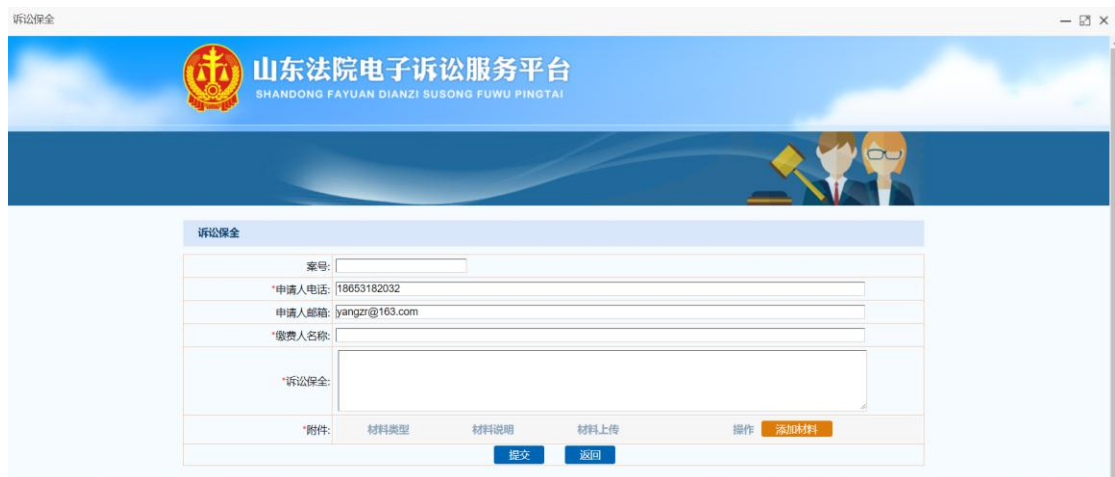 诉讼保全
山东法院电子诉讼服务平台
SHANDONG FAYUAN DIANZI SUSONG FUWU PINGTAI
诉讼保全
案号:
*申请人电话: 18653182032
申请人邮箱: yangzr@163.com
*缴费人名称:
*诉讼保全:
*附件: 材料类型 材料说明 材料上传 操作 添加材料
提交 返回